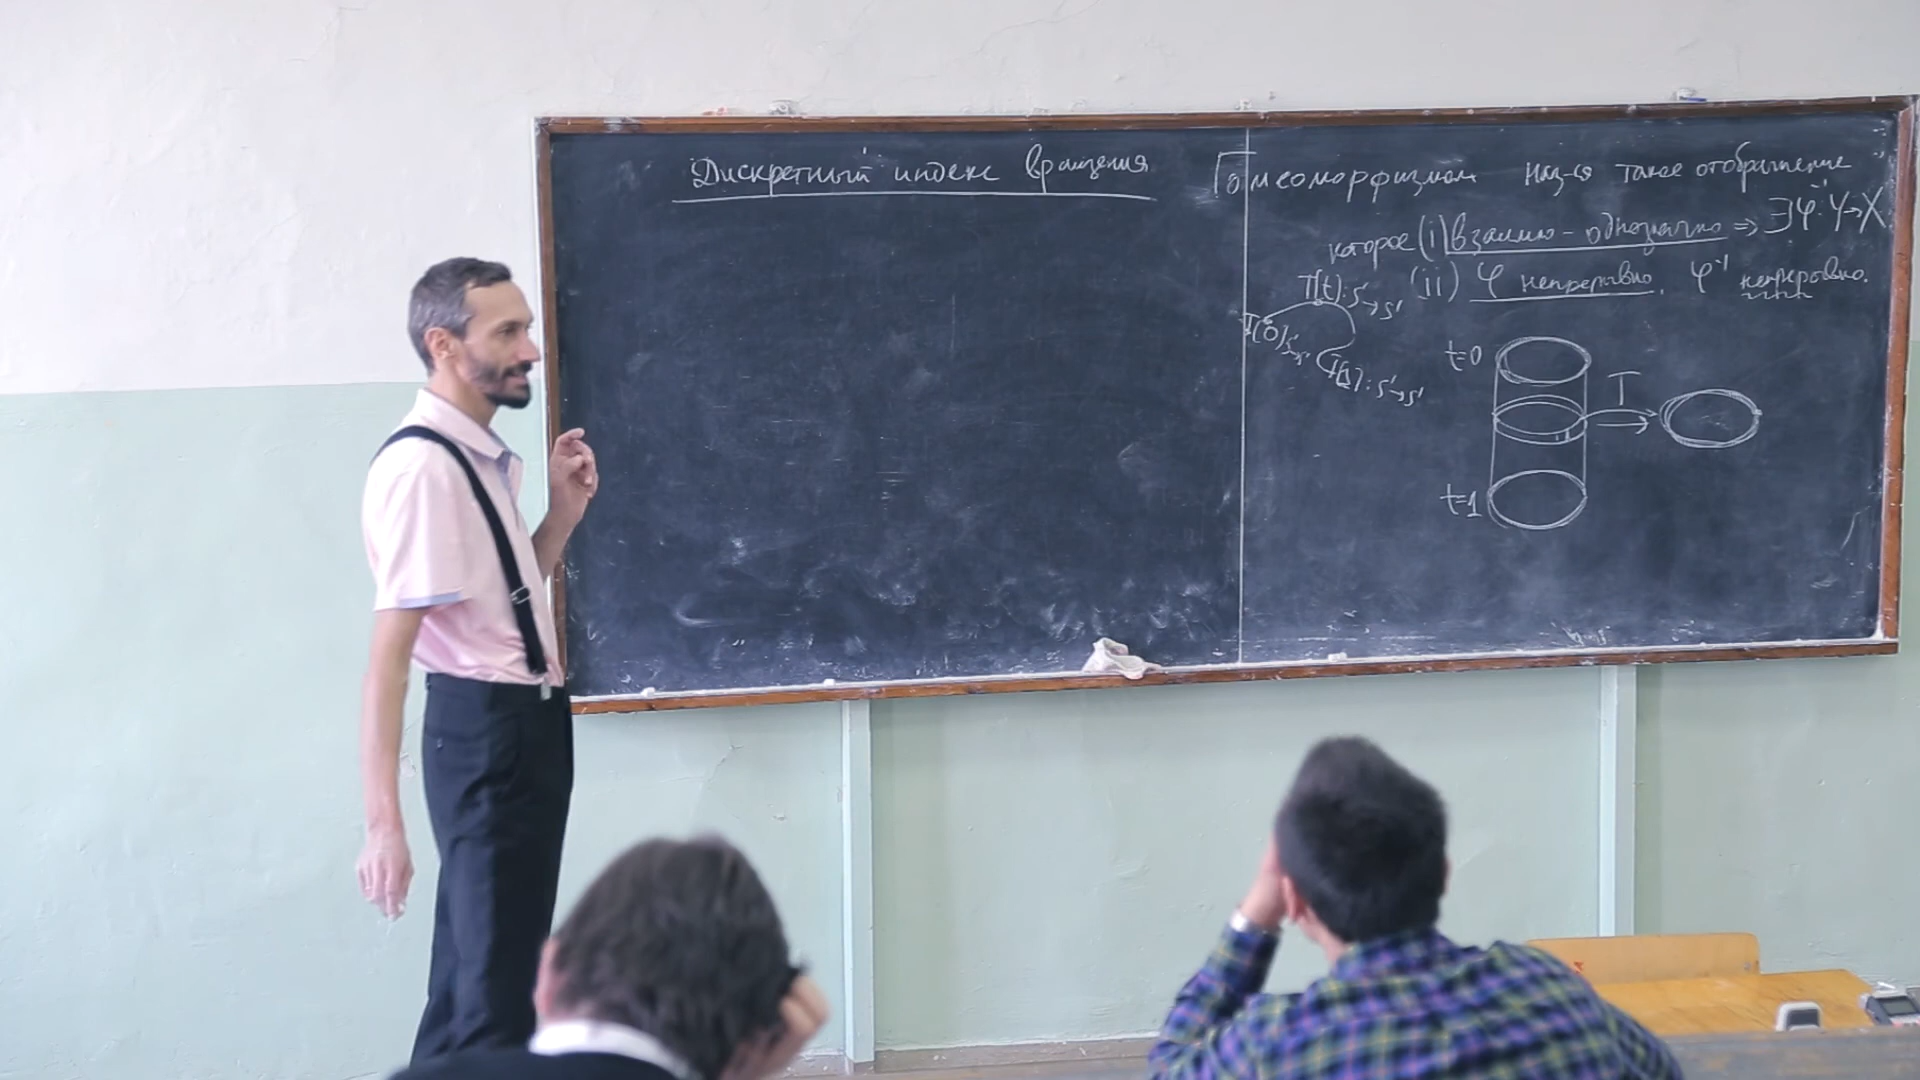 Дискретный индекс вращения
Гомеоморфизмом наз-ся такое отображение
которое (i) взаимно-однозначно => ∃ φ⁻¹: Y→X
(ii) φ непрерывно, φ⁻¹ непрерывно.
T(t): S¹→S¹
T(0): S¹→S¹
T(1): S¹→S¹
t=0
T
t=1